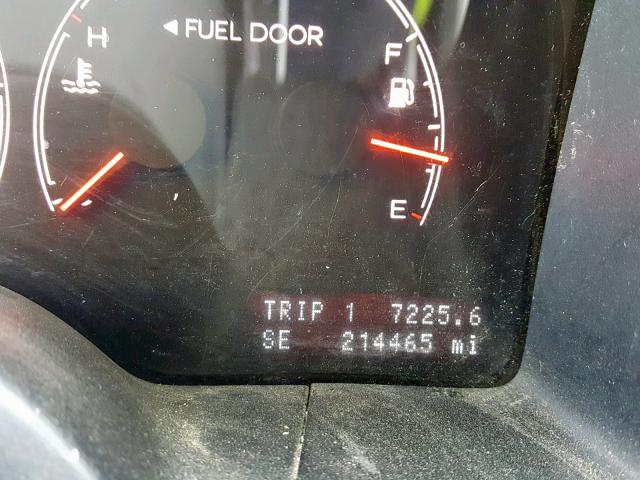 H
◄ FUEL DOOR
F
E
TRIP 1 7225.6
SE 214465 mi